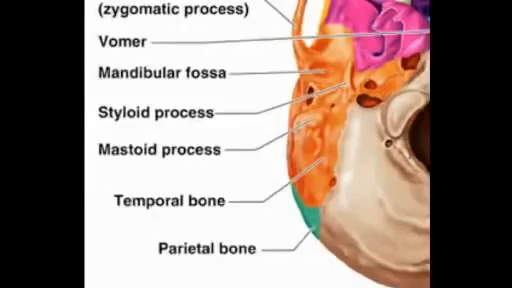 (zygomatic process)
Vomer
Mandibular fossa
Styloid process
Mastoid process
Temporal bone
Parietal bone